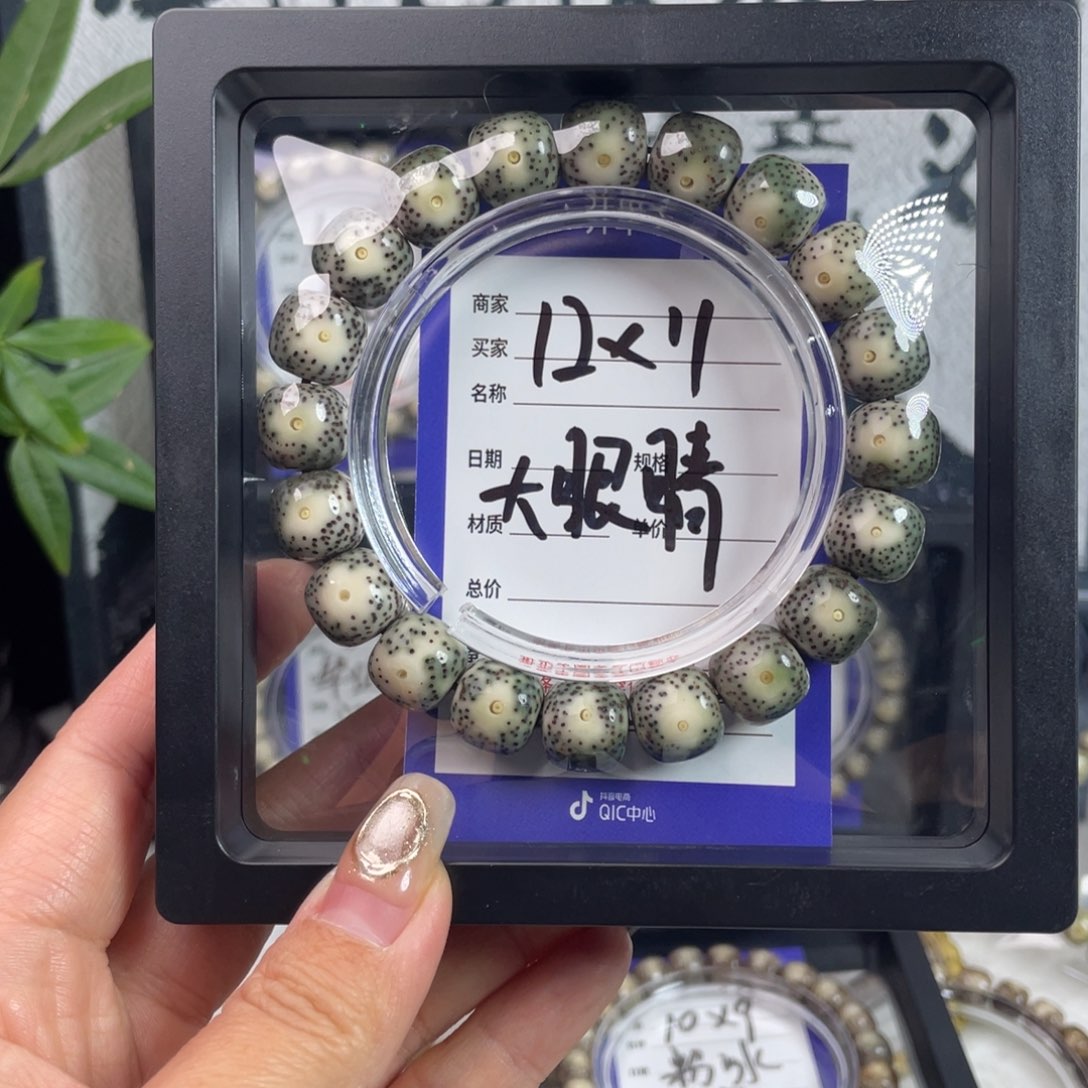 商家
12×11
买家
名称
大眼睛
日期
规格
材质
单价
总价
抖音电商
QIC中心
10×9